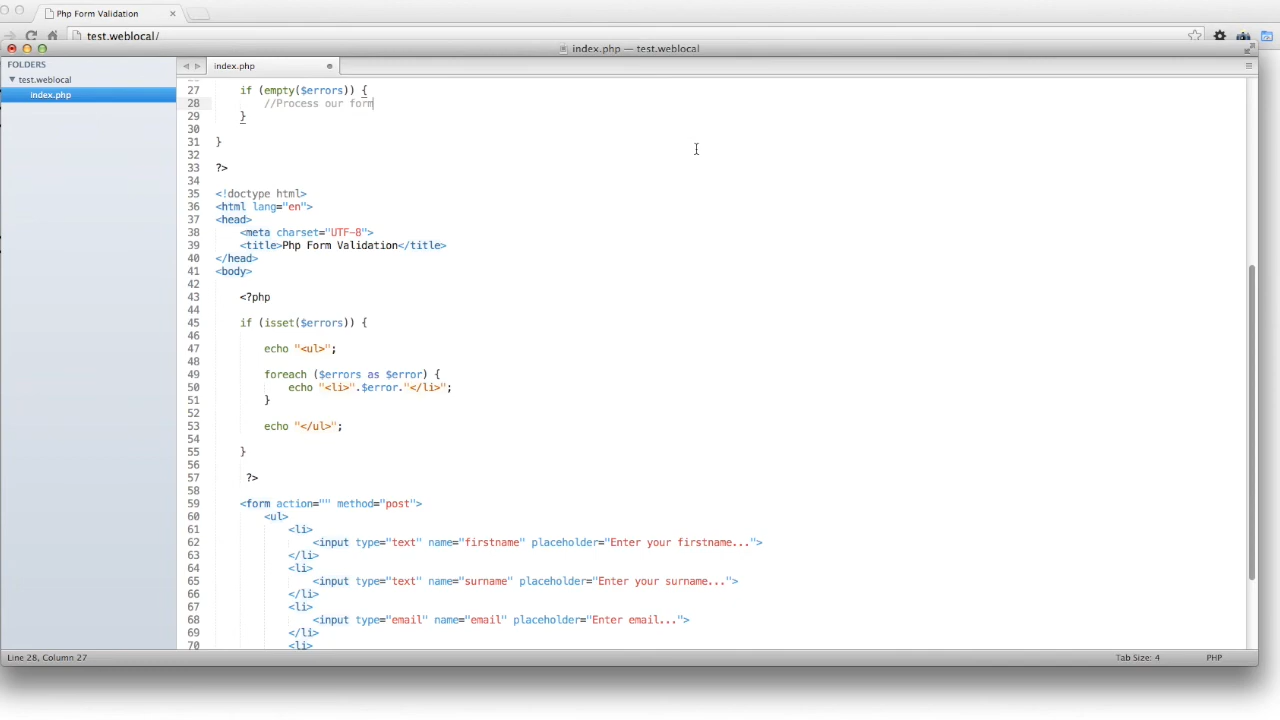 Php Form Validation
test.weblocal/
index.php — test.weblocal
FOLDERS
test.weblocal
index.php
index.php
27 if (empty($errors)) {
28 //Process our form
29 }
30
31 }
32
33 ?>
34
35 <!doctype html>
36 <html lang="en">
37 <head>
38 <meta charset="UTF-8">
39 <title>Php Form Validation</title>
40 </head>
41 <body>
42
43 <?php
44
45 if (isset($errors)) {
46
47 echo "<ul>";
48
49 foreach ($errors as $error) {
50 echo "<li>".$error."</li>";
51 }
52
53 echo "</ul>";
54
55 }
56
57 ?>
58
59 <form action="" method="post">
60 <ul>
61 <li>
62 <input type="text" name="firstname" placeholder="Enter your firstname...">
63 </li>
64 <li>
65 <input type="text" name="surname" placeholder="Enter your surname...">
66 </li>
67 <li>
68 <input type="email" name="email" placeholder="Enter email...">
69 </li>
70 <li>
Line 28, Column 27
Tab Size: 4
PHP